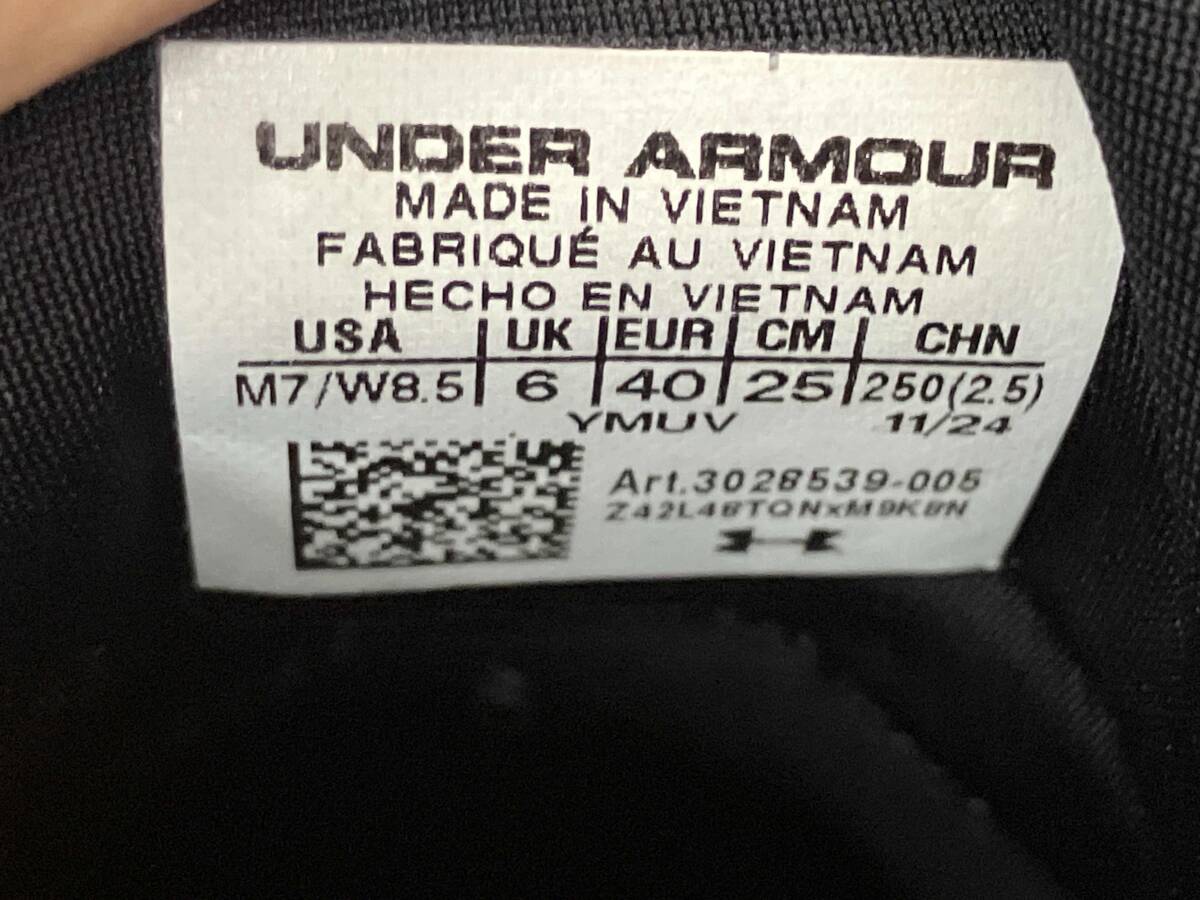 UNDER ARMOUR
MADE IN VIETNAM
FABRIQUÉ AU VIETNAM
HECHO EN VIETNAM
USA | UK | EUR | CM | CHN
M7/W8.5 | 6 | 40 | 25 | 250(2.5)
YMUV 11/24
Art.3028539-005